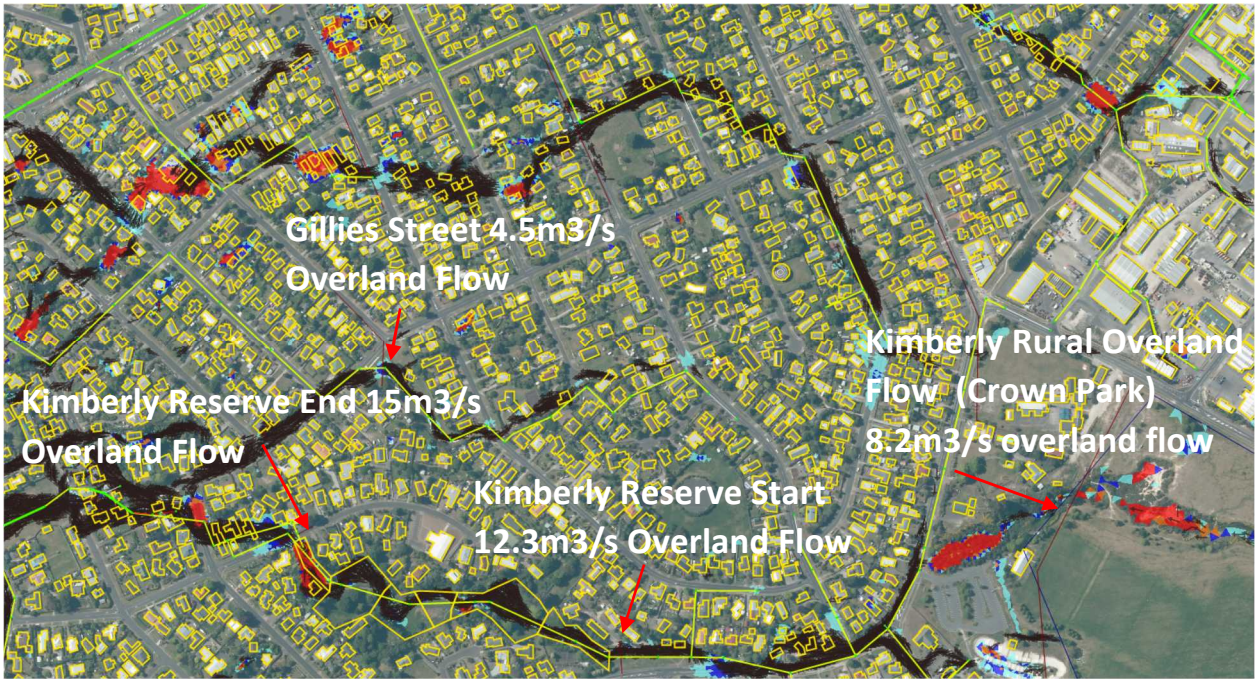 Gillies Street 4.5m3/s
Overland Flow
Kimberly Rural Overland
Flow (Crown Park)
8.2m3/s overland flow
Kimberly Reserve End 15m3/s
Overland Flow
Kimberly Reserve Start
12.3m3/s Overland Flow